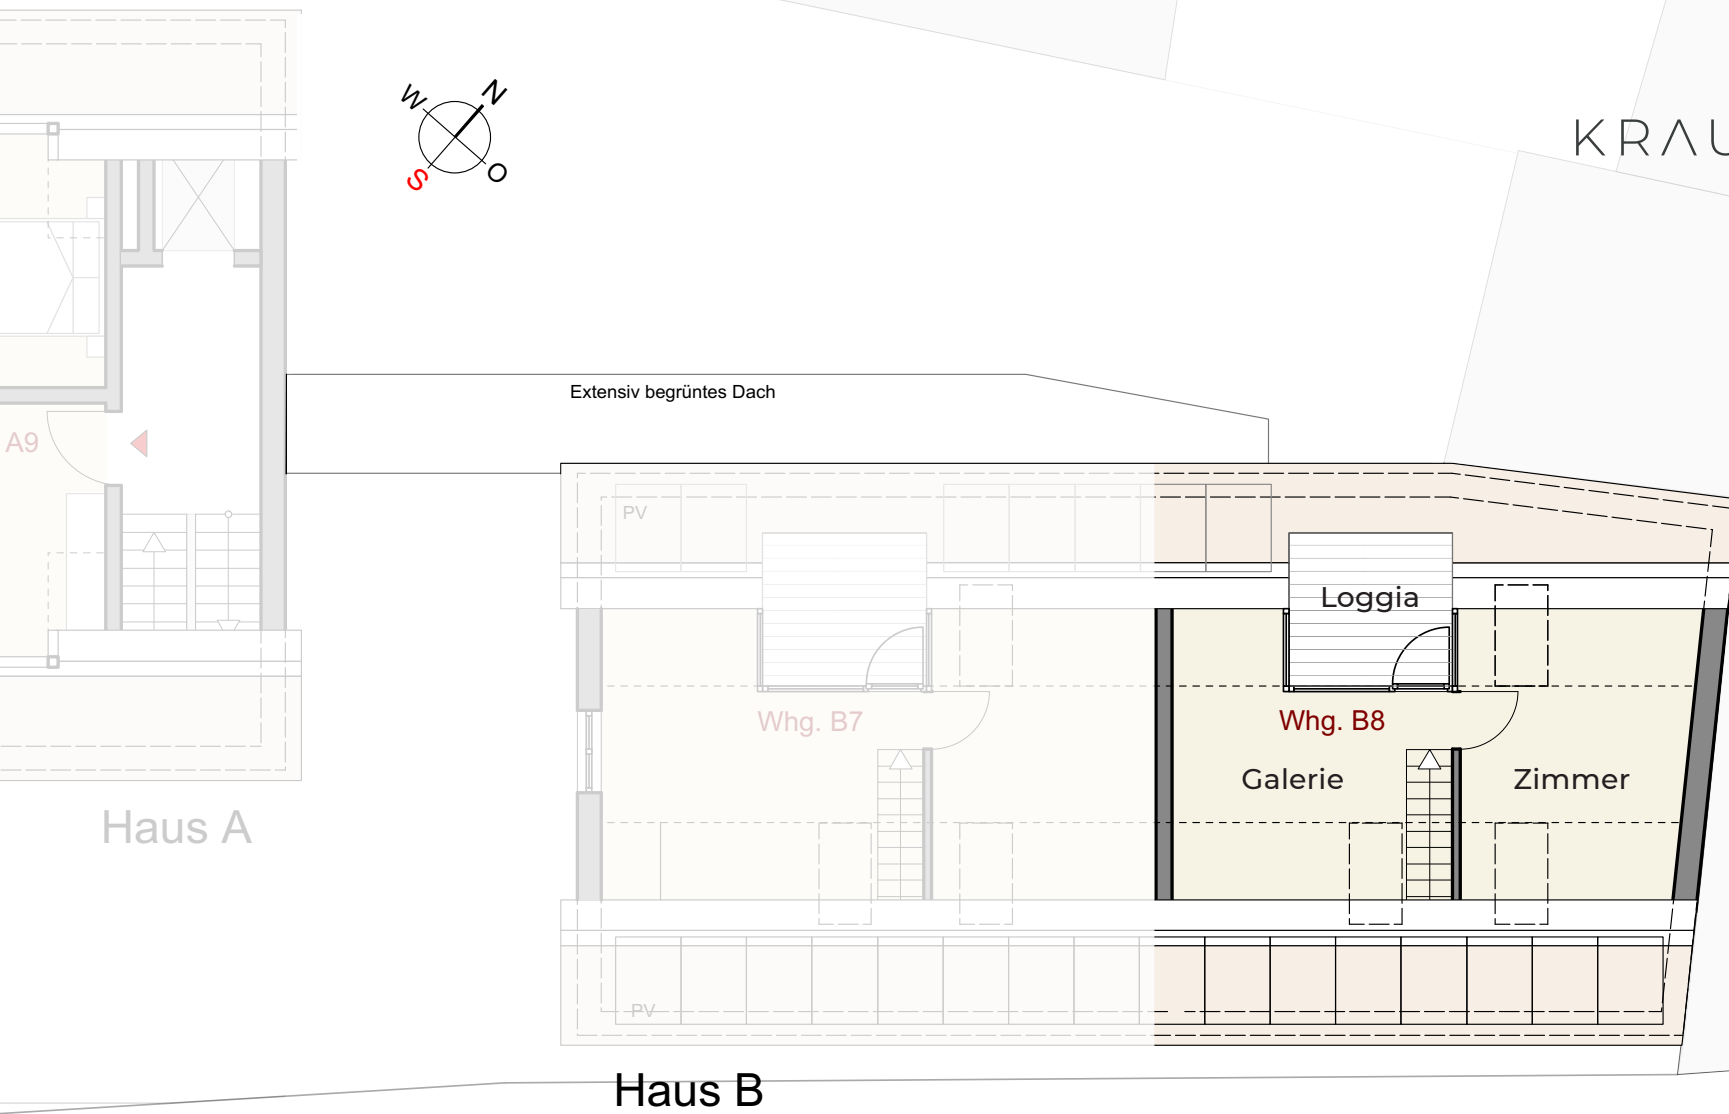 W N
S O
KRAU
Extensiv begrüntes Dach
A9
PV
Loggia
Whg. B7
Whg. B8
Galerie
Zimmer
Haus A
PV
Haus B